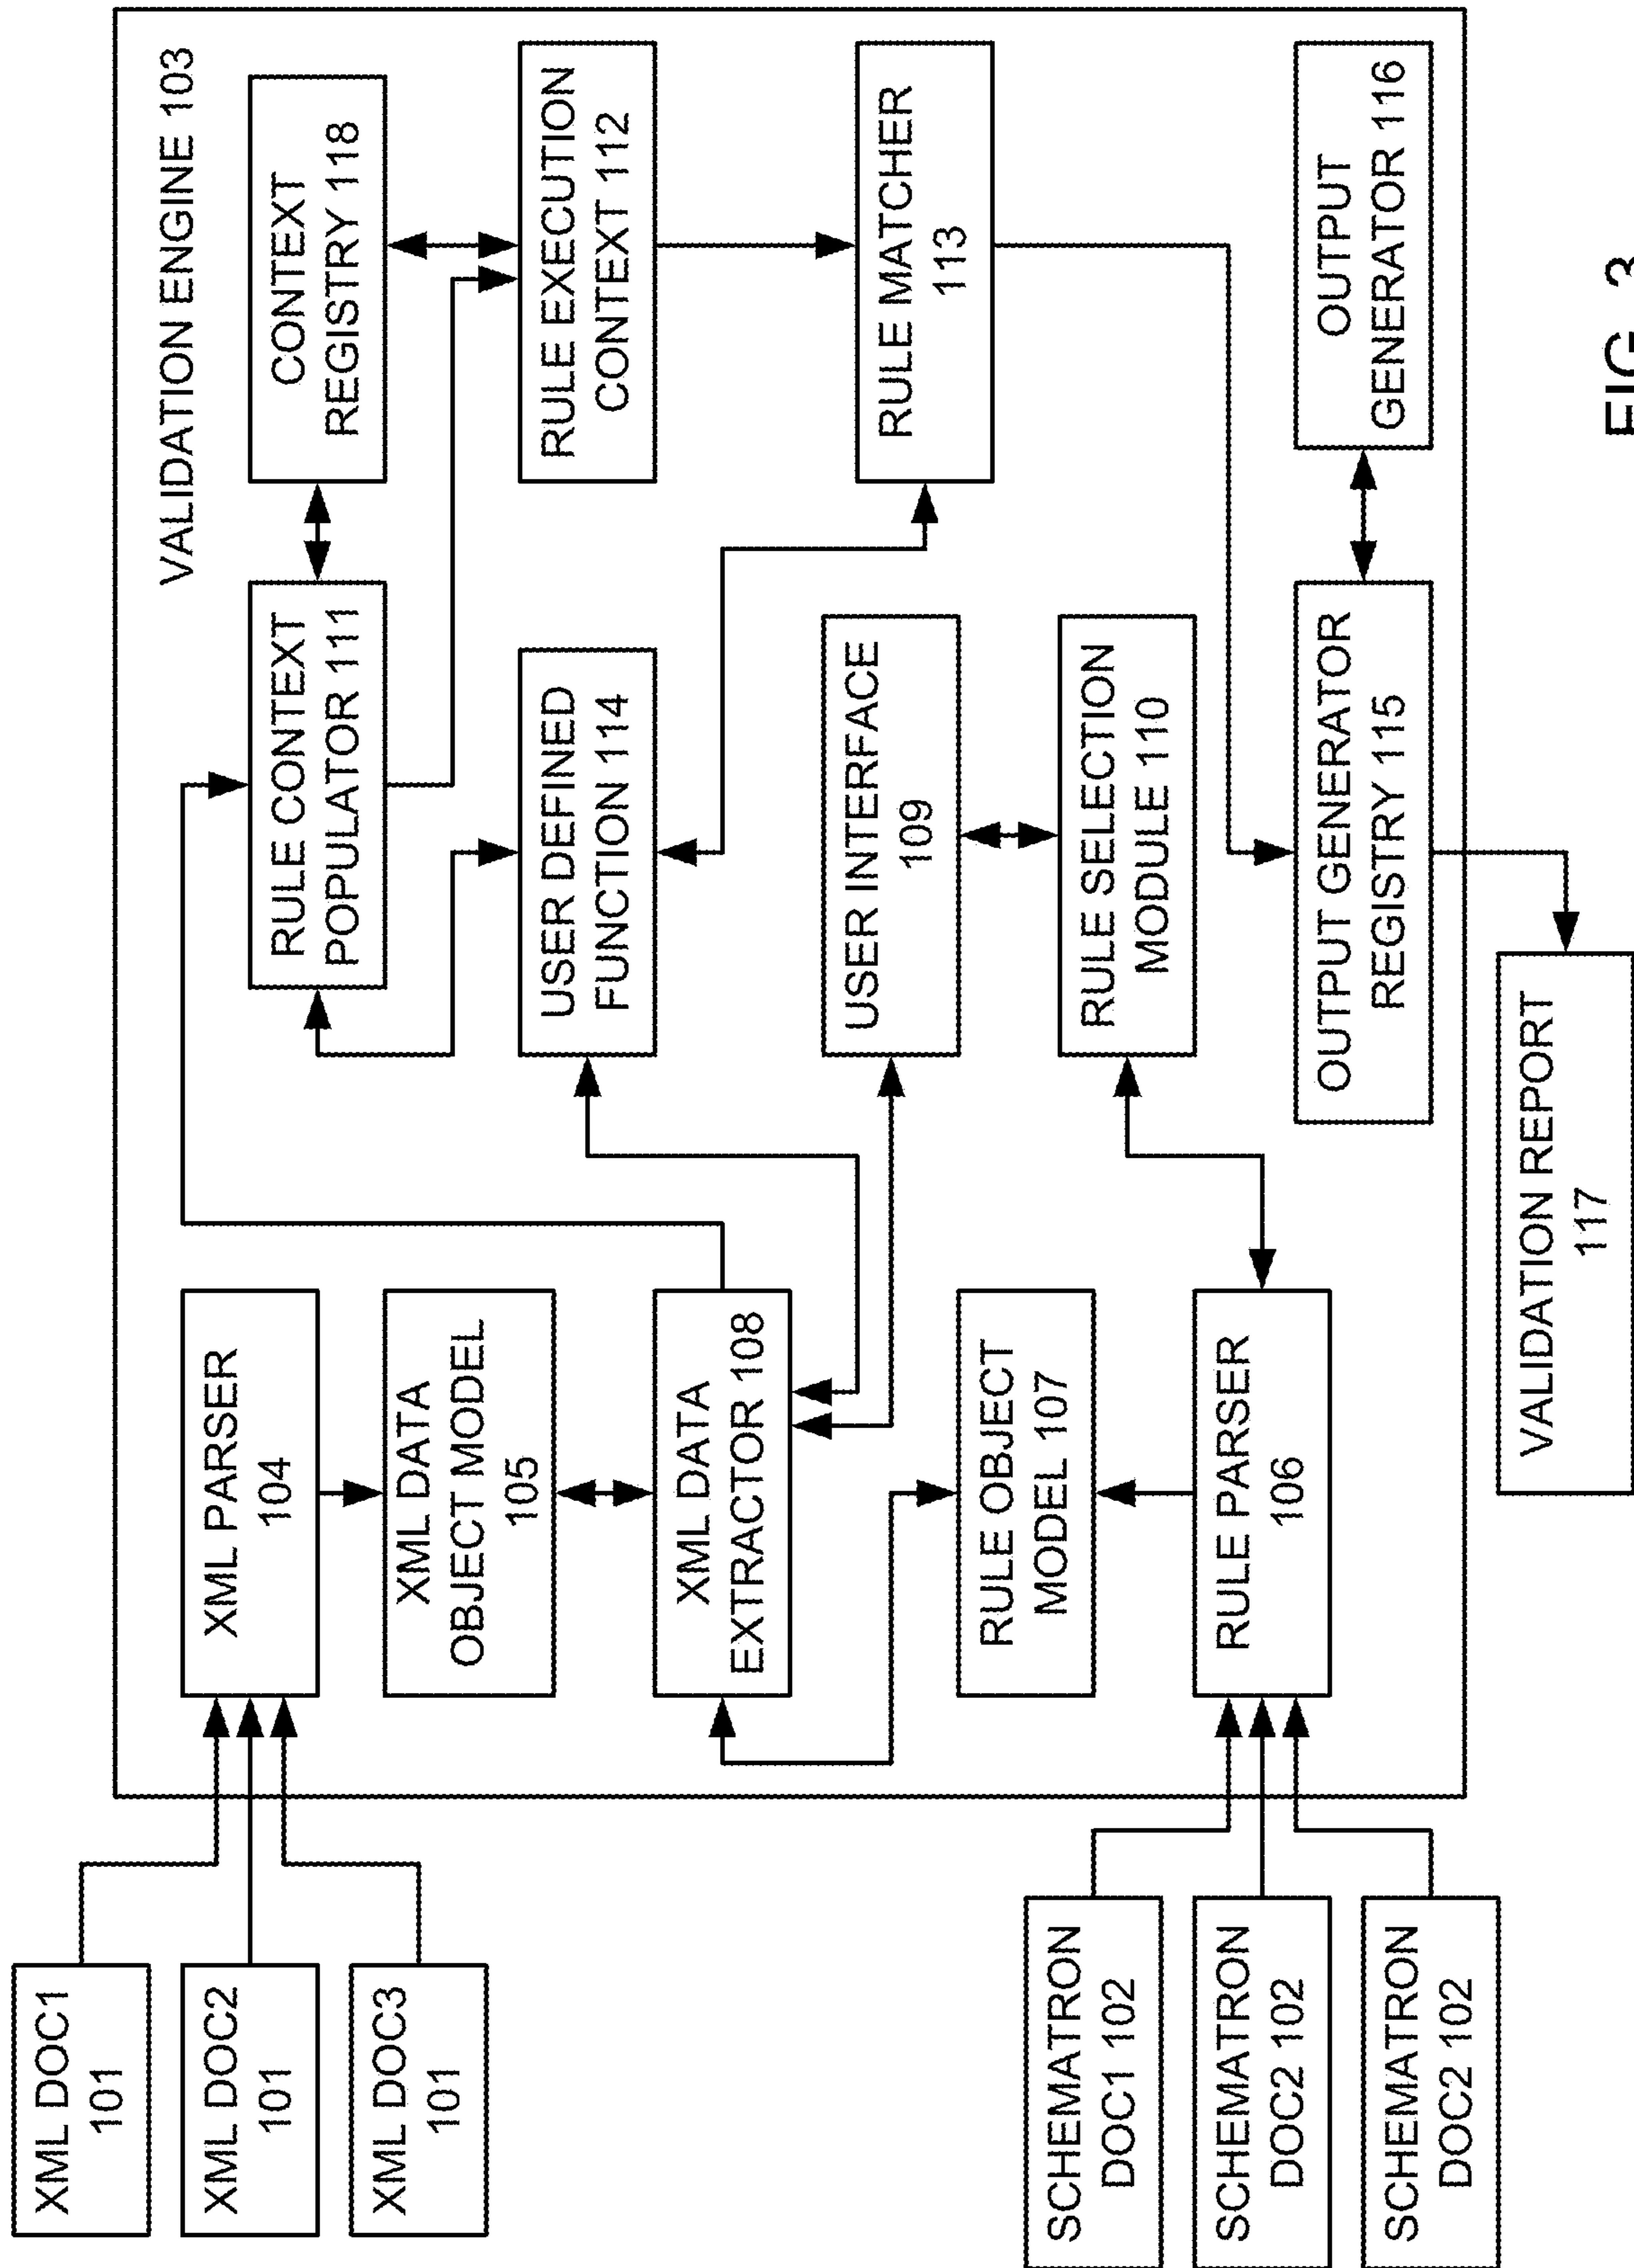 VALIDATION ENGINE 103
XML DOC1
101
XML DOC2
101
XML DOC3
101
SCHEMATRON
DOC1 102
SCHEMATRON
DOC2 102
SCHEMATRON
DOC2 102
XML PARSER
104
XML DATA
OBJECT MODEL
105
XML DATA
EXTRACTOR 108
RULE OBJECT
MODEL 107
RULE PARSER
106
RULE CONTEXT
POPULATOR 111
USER DEFINED
FUNCTION 114
USER INTERFACE
109
RULE SELECTION
MODULE 110
OUTPUT GENERATOR
REGISTRY 115
CONTEXT
REGISTRY 118
RULE EXECUTION
CONTEXT 112
RULE MATCHER
113
OUTPUT
GENERATOR 116
VALIDATION REPORT
117
FIG. 3